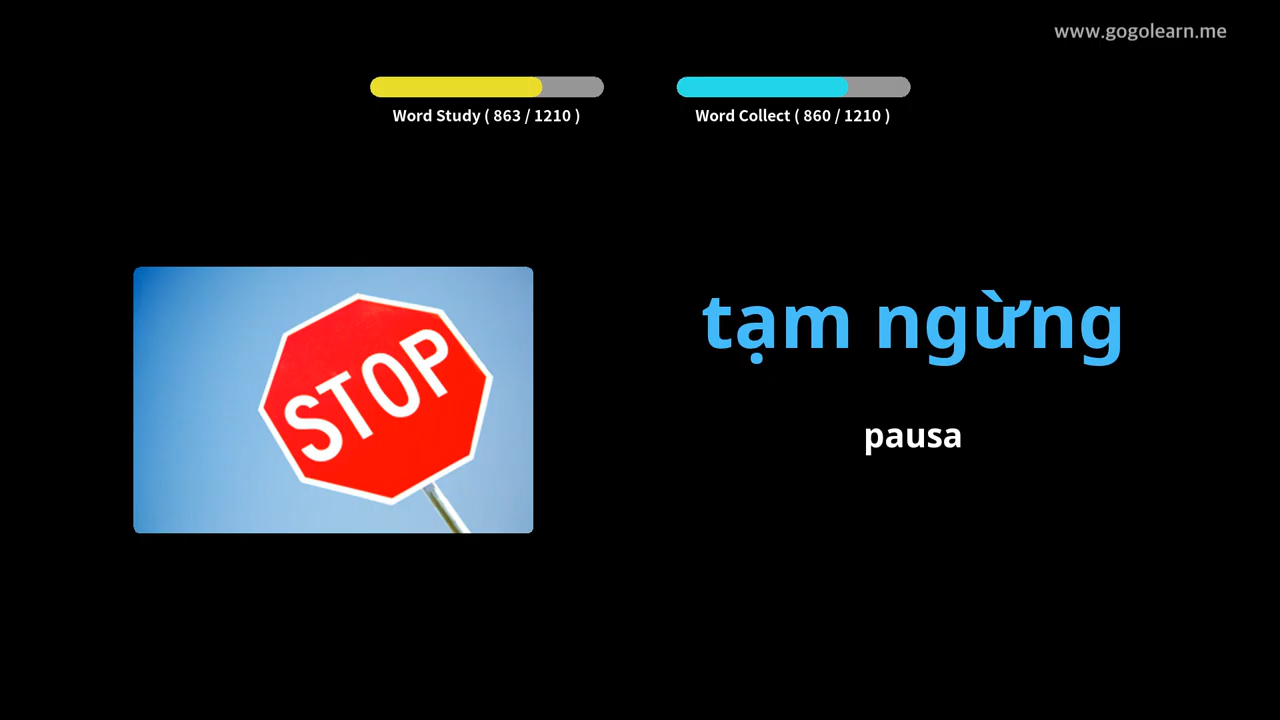 www.gogolearn.me
Word Study ( 863 / 1210 )
Word Collect ( 860 / 1210 )
STOP
tạm ngừng
pausa